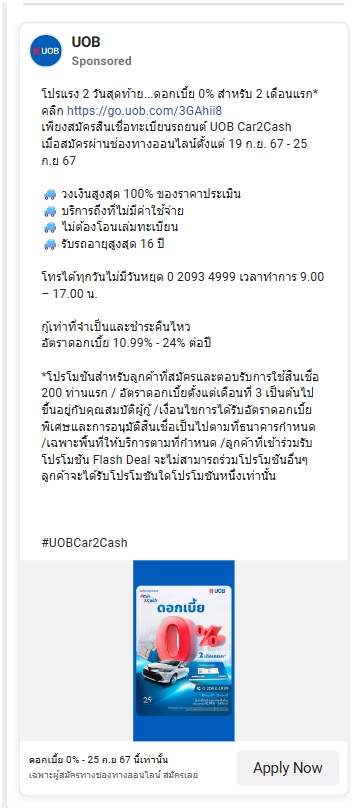 UOB
Sponsored
โปรแรง 2 วันสุดท้าย...ดอกเบี้ย 0% สำหรับ 2 เดือนแรก*
คลิก https://go.uob.com/3GAhii8
เพียงสมัครสินเชื่อทะเบียนรถยนต์ UOB Car2Cash
เมื่อสมัครผ่านช่องทางออนไลน์ตั้งแต่ 19 ก.ย. 67 - 25
ก.ย 67
วงเงินสูงสุด 100% ของราคาประเมิน
บริการถึงที่ไม่มีค่าใช้จ่าย
ไม่ต้องโอนเล่มทะเบียน
รับรถอายุสูงสุด 16 ปี
โทรได้ทุกวันไม่มีวันหยุด 0 2093 4999 เวลาทำการ 9.00
– 17.00 น.
กู้เท่าที่จำเป็นและชำระคืนไหว
อัตราดอกเบี้ย 10.99% - 24% ต่อปี
*โปรโมชันสำหรับลูกค้าที่สมัครและตอบรับการใช้สินเชื่อ
200 ท่านแรก / อัตราดอกเบี้ยตั้งแต่เดือนที่ 3 เป็นต้นไป
ขึ้นอยู่กับคุณสมบัติผู้กู้ /เงื่อนไขการได้รับอัตราดอกเบี้ย
พิเศษและการอนุมัติสินเชื่อเป็นไปตามที่ธนาคารกำหนด
/เฉพาะพื้นที่ให้บริการตามที่กำหนด /ลูกค้าที่เข้าร่วมรับ
โปรโมชัน Flash Deal จะไม่สามารถร่วมโปรโมชันอื่นๆ
ลูกค้าจะได้รับโปรโมชันใดโปรโมชันหนึ่งเท่านั้น
#UOBCar2Cash
UOB
ดอกเบี้ย
0%
2 เดือนแรก*
0 2093 4999
25
ดอกเบี้ย 0% - 25 ก.ย 67 นี้เท่านั้น
เฉพาะผู้สมัครทางช่องทางออนไลน์ สมัครเลย
Apply Now